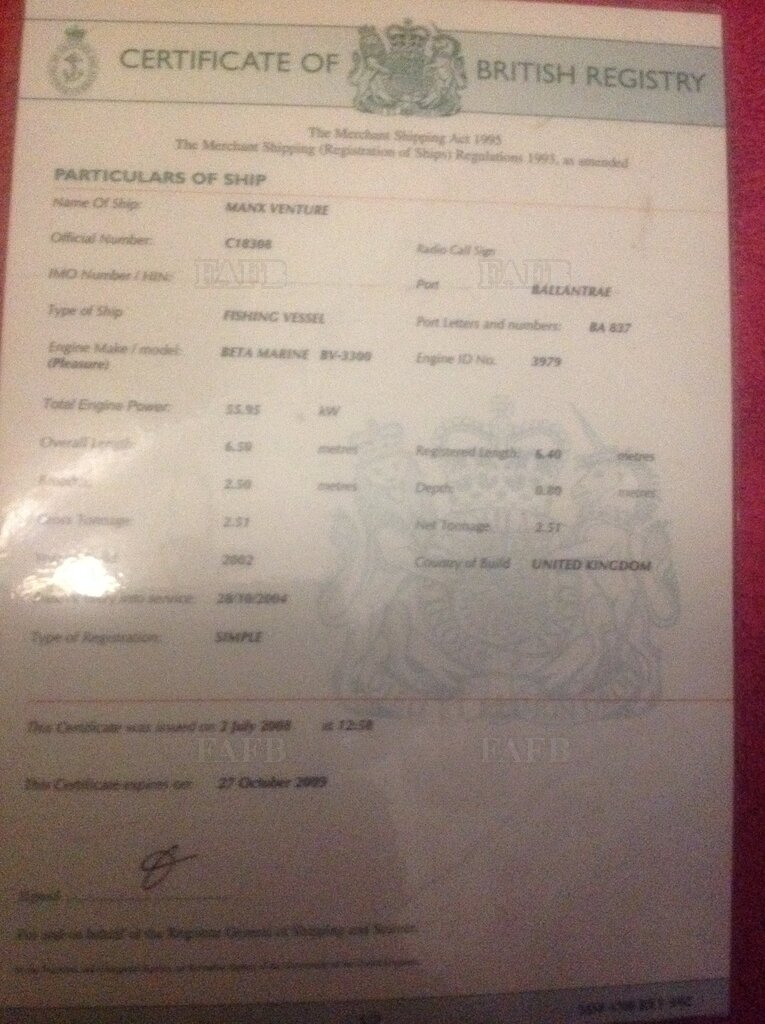 CERTIFICATE OF BRITISH REGISTRY
The Merchant Shipping Act 1995
The Merchant Shipping (Registration of Ships) Regulations 1993, as amended
PARTICULARS OF SHIP
Name Of Ship: MANX VENTURE
Official Number: C18308 Radio Call Sign
IMO Number / HIN: Port BALLANTRAE
Type of Ship FISHING VESSEL Port Letters and numbers: BA 837
Engine Make / model: BETA MARINE BV-3300 Engine ID No. 3979
(Pleasure)
Total Engine Power: 55.95 kW
Overall Length 6.50 metres Registered Length: 6.40 metres
2.50 metres Depth: 0.80 metres
Gross Tonnage: 2.51 Net Tonnage: 2.51
2002 Country of Build UNITED KINGDOM
into service: 28/10/2004
Type of Registration: SIMPLE
This Certificate was issued on 2 July 2008 at 12:58
This Certificate expires on: 27 October 2009
Signed
For and on behalf of the Registrar General of Shipping and Seamen
FAFB FAFB
FAFB FAFB